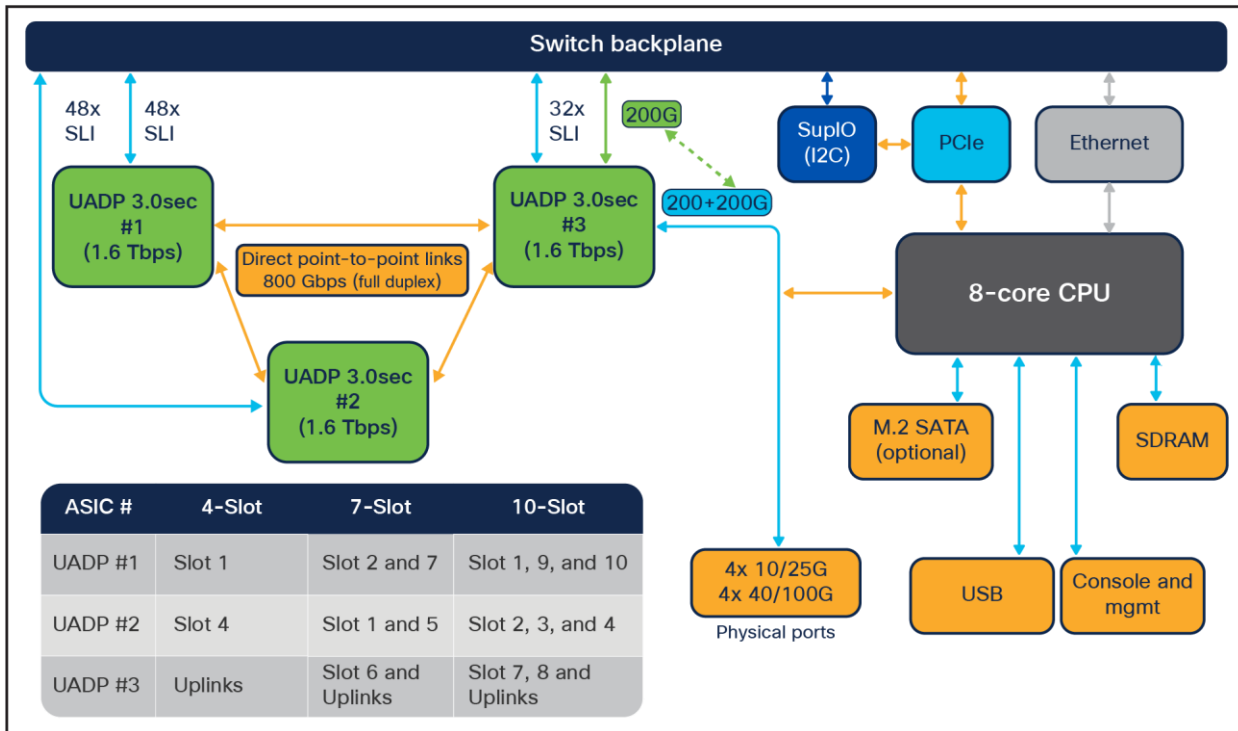 Switch backplane
48x
SLI
48x
SLI
32x
SLI
200G
200+200G
SupIO
(I2C)
PCIe
Ethernet
UADP 3.0sec
#1
(1.6 Tbps)
UADP 3.0sec
#3
(1.6 Tbps)
Direct point-to-point links
800 Gbps (full duplex)
8-core CPU
UADP 3.0sec
#2
(1.6 Tbps)
M.2 SATA
(optional)
SDRAM
ASIC # 4-Slot 7-Slot 10-Slot
UADP #1 Slot 1 Slot 2 and 7 Slot 1, 9, and 10
UADP #2 Slot 4 Slot 1 and 5 Slot 2, 3, and 4
UADP #3 Uplinks Slot 6 and Uplinks Slot 7, 8 and Uplinks
4x 10/25G
4x 40/100G
Physical ports
USB
Console and
mgmt